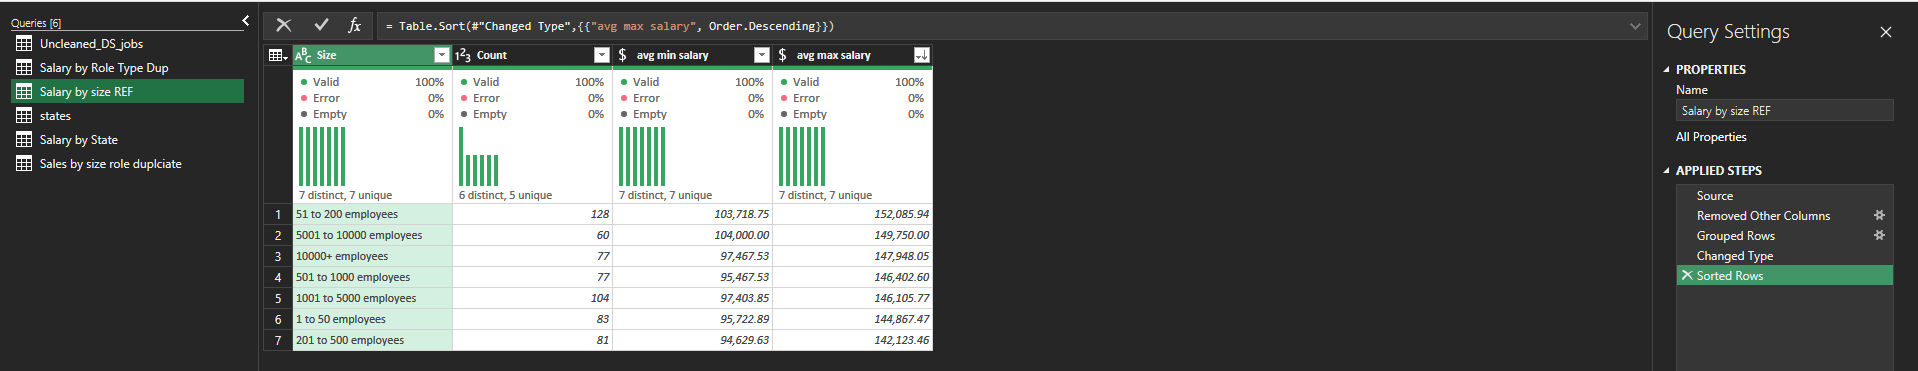 Queries [6]
Uncleaned_DS_jobs
Salary by Role Type Dup
Salary by size REF
states
Salary by State
Sales by size role duplciate
fx = Table.Sort(#"Changed Type",{{"avg max salary", Order.Descending}})
ABC Size 123 Count $ avg min salary $ avg max salary
Valid 100% Valid 100% Valid 100% Valid 100%
Error 0% Error 0% Error 0% Error 0%
Empty 0% Empty 0% Empty 0% Empty 0%
7 distinct, 7 unique 6 distinct, 5 unique 7 distinct, 7 unique 7 distinct, 7 unique
1 51 to 200 employees 128 103,718.75 152,085.94
2 5001 to 10000 employees 60 104,000.00 149,750.00
3 10000+ employees 77 97,467.53 147,948.05
4 501 to 1000 employees 77 95,467.53 146,402.60
5 1001 to 5000 employees 104 97,403.85 146,105.77
6 1 to 50 employees 83 95,722.89 144,867.47
7 201 to 500 employees 81 94,629.63 142,123.46
Query Settings
PROPERTIES
Name
Salary by size REF
All Properties
APPLIED STEPS
Source
Removed Other Columns
Grouped Rows
Changed Type
Sorted Rows